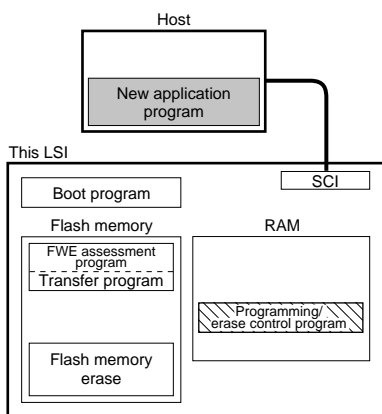 Host
New application
program
This LSI
SCI
Boot program
Flash memory
RAM
FWE assessment
program
Transfer program
Programming/
erase control program
Flash memory
erase